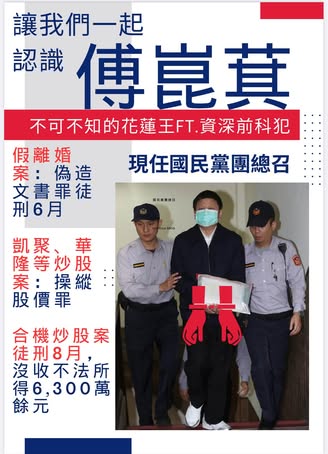 讓我們一起
認識
傅崑萁
不可不知的花蓮王FT.資深前科犯
現任國民黨團總召
假離婚
案：偽造
文書罪徒
刑6月
凱聚、華
隆等炒股
案：操縱
股價罪
合機炒股案
徒刑8月，
沒收不法所
得6,300萬
餘元